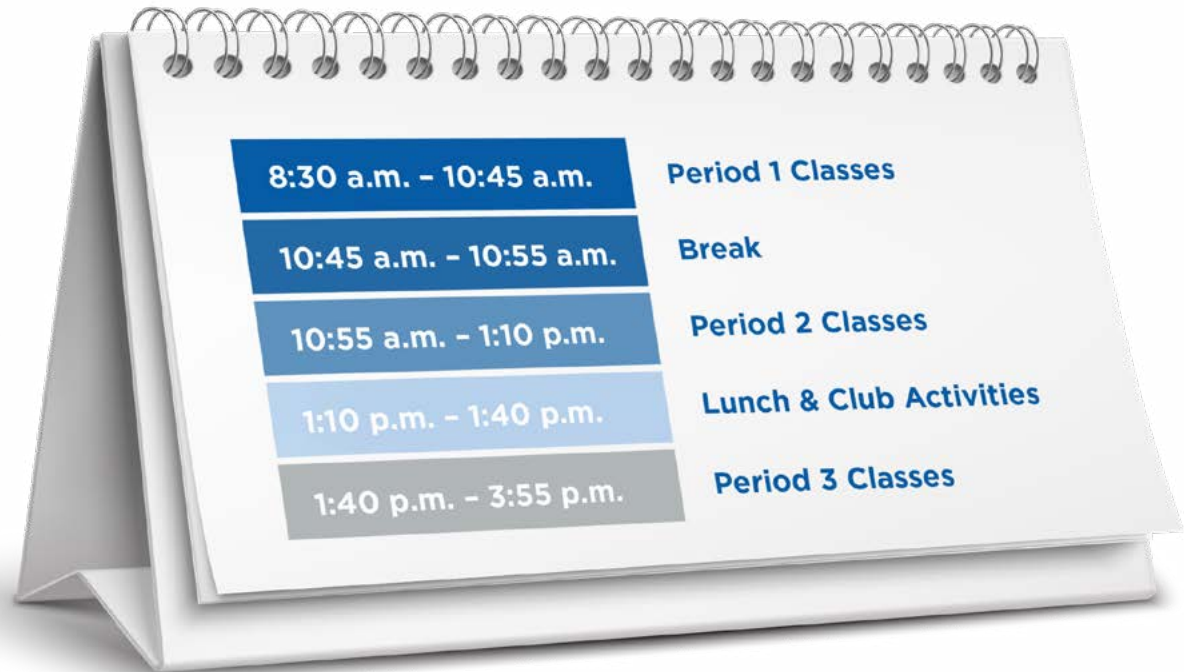 8:30 a.m. – 10:45 a.m. Period 1 Classes
10:45 a.m. – 10:55 a.m. Break
10:55 a.m. – 1:10 p.m. Period 2 Classes
1:10 p.m. – 1:40 p.m. Lunch & Club Activities
1:40 p.m. – 3:55 p.m. Period 3 Classes